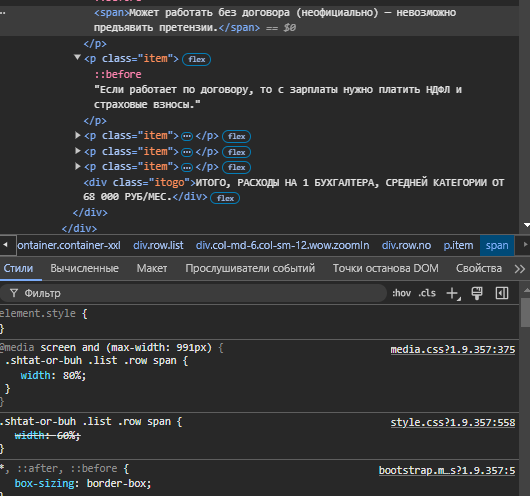 <span>Может работать без договора (неофициально) — невозможно
предъявить претензии.</span> == $0
</p>
<p class="item"> flex
::before
"Если работает по договору, то с зарплаты нужно платить НДФЛ и
страховые взносы."
</p>
<p class="item"> ⋯ </p> flex
<p class="item"> ⋯ </p> flex
<p class="item"> ⋯ </p> flex
<div class="itogo">ИТОГО, РАСХОДЫ НА 1 БУХГАЛТЕРА, СРЕДНЕЙ КАТЕГОРИИ ОТ
68 000 РУБ/МЕС.</div> flex
</div>
</div>
ontainer.container-xxl div.row.list div.col-md-6.col-sm-12.wow.zoomIn div.row.no p.item span
Стили Вычисленные Макет Прослушиватели событий Точки останова DOM Свойства
Фильтр :hov .cls
element.style {
}
@media screen and (max-width: 991px) {
.shtat-or-buh .list .row span { media.css?1.9.357:375
width: 80%;
}
}
.shtat-or-buh .list .row span { style.css?1.9.357:558
width: 60%;
}
*, ::after, ::before { bootstrap.m…s?1.9.357:5
box-sizing: border-box;